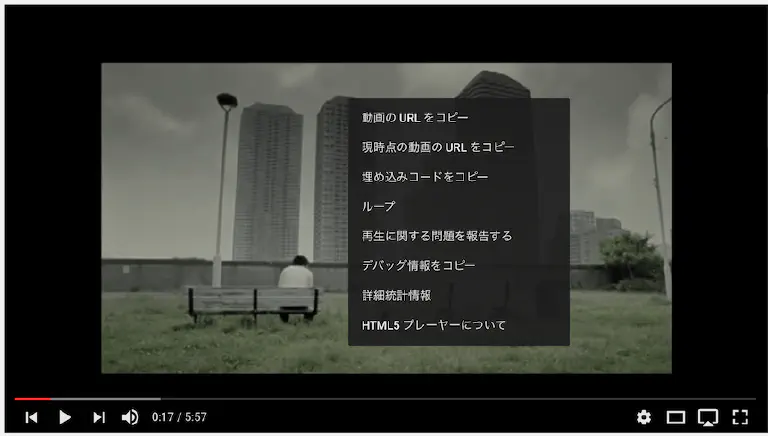 動画の URL をコピー
現時点の動画の URL をコピー
埋め込みコードをコピー
ループ
再生に関する問題を報告する
デバッグ情報をコピー
詳細統計情報
HTML5 プレーヤーについて
0:17 / 5:57